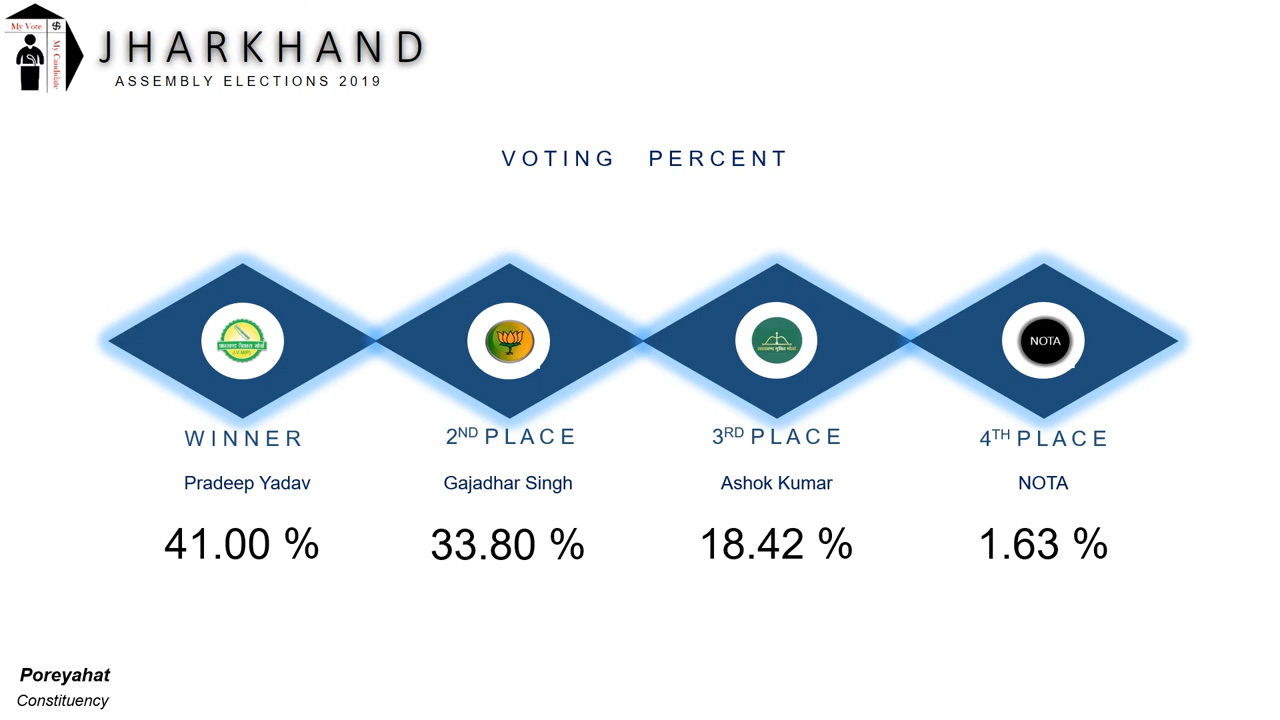 My Vote
My Candidate
JHARKHAND
ASSEMBLY ELECTIONS 2019
VOTING PERCENT
NOTA
WINNER
2ND PLACE
3RD PLACE
4TH PLACE
Pradeep Yadav
Gajadhar Singh
Ashok Kumar
NOTA
41.00 %
33.80 %
18.42 %
1.63 %
Poreyahat
Constituency